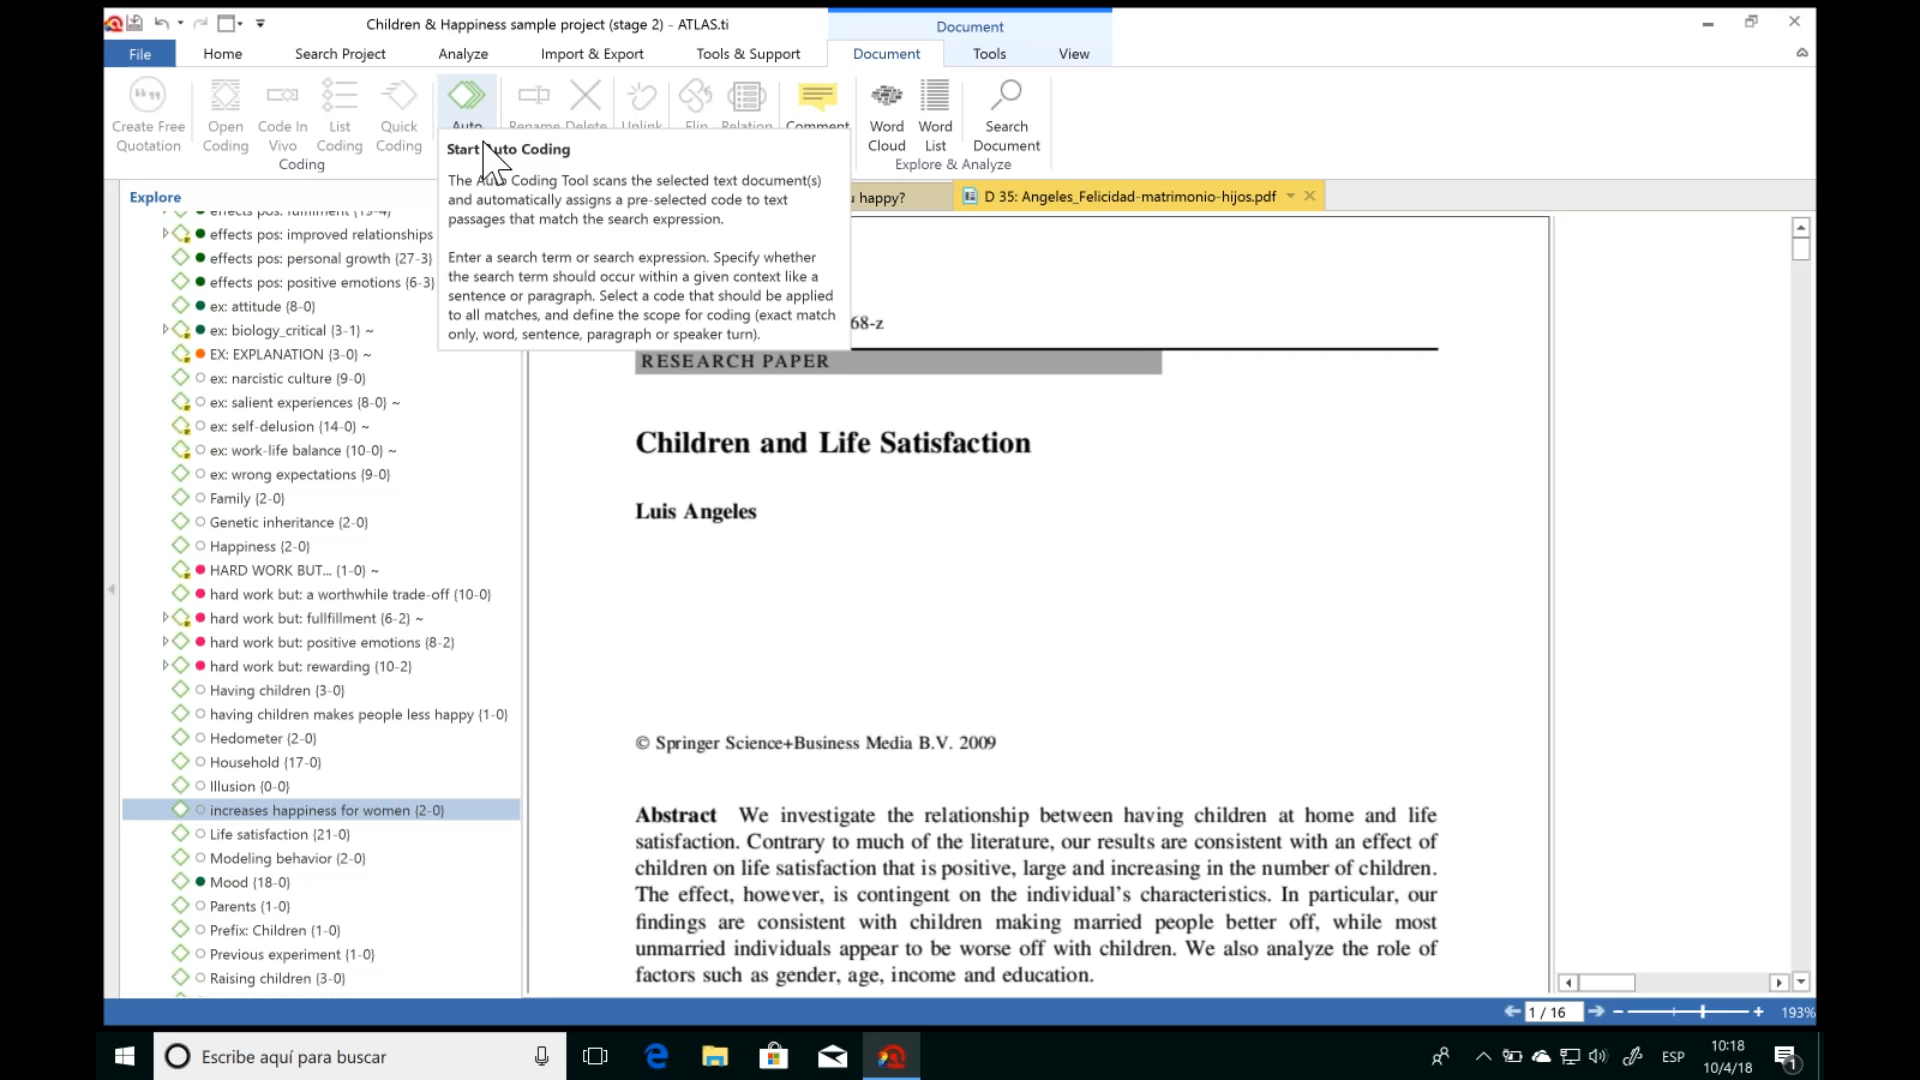 Children & Happiness sample project (stage 2) - ATLAS.ti
Document
File Home Search Project Analyze Import & Export Tools & Support Document Tools View
Create Free Quotation
Open Coding
Code In Vivo
List Coding
Quick Coding
Coding
Auto
Rename Delete
Unlink
Flip
Relation
Comment
Word Cloud
Word List
Search Document
Explore & Analyze
Start Auto Coding
The Auto Coding Tool scans the selected text document(s)
and automatically assigns a pre-selected code to text
passages that match the search expression.
Enter a search term or search expression. Specify whether
the search term should occur within a given context like a
sentence or paragraph. Select a code that should be applied
to all matches, and define the scope for coding (exact match
only, word, sentence, paragraph or speaker turn).
Explore
effects pos: fulfillment {19-4}
effects pos: improved relationships
effects pos: personal growth {27-3}
effects pos: positive emotions {6-3}
ex: attitude {8-0}
ex: biology_critical {3-1} ~
EX: EXPLANATION {3-0} ~
ex: narcistic culture {9-0}
ex: salient experiences {8-0} ~
ex: self-delusion {14-0} ~
ex: work-life balance {10-0} ~
ex: wrong expectations {9-0}
Family {2-0}
Genetic inheritance {2-0}
Happiness {2-0}
HARD WORK BUT... {1-0} ~
hard work but: a worthwhile trade-off {10-0}
hard work but: fullfillment {6-2} ~
hard work but: positive emotions {8-2}
hard work but: rewarding {10-2}
Having children {3-0}
having children makes people less happy {1-0}
Hedometer {2-0}
Household {17-0}
Illusion {0-0}
increases happiness for women {2-0}
Life satisfaction {21-0}
Modeling behavior {2-0}
Mood {18-0}
Parents {1-0}
Prefix: Children {1-0}
Previous experiment {1-0}
Raising children {3-0}
u happy?
D 35: Angeles_Felicidad-matrimonio-hijos.pdf
68-z
RESEARCH PAPER
Children and Life Satisfaction
Luis Angeles
© Springer Science+Business Media B.V. 2009
Abstract We investigate the relationship between having children at home and life
satisfaction. Contrary to much of the literature, our results are consistent with an effect of
children on life satisfaction that is positive, large and increasing in the number of children.
The effect, however, is contingent on the individual's characteristics. In particular, our
findings are consistent with children making married people better off, while most
unmarried individuals appear to be worse off with children. We also analyze the role of
factors such as gender, age, income and education.
1 / 16
193%
Escribe aquí para buscar
ESP
10:18
10/4/18
1